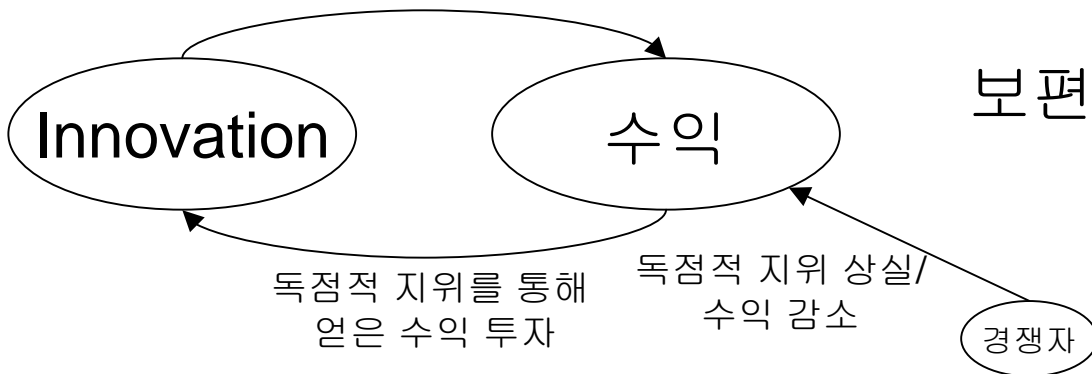 Innovation
수익
보편
독점적 지위를 통해
얻은 수익 투자
독점적 지위 상실/
수익 감소
경쟁자